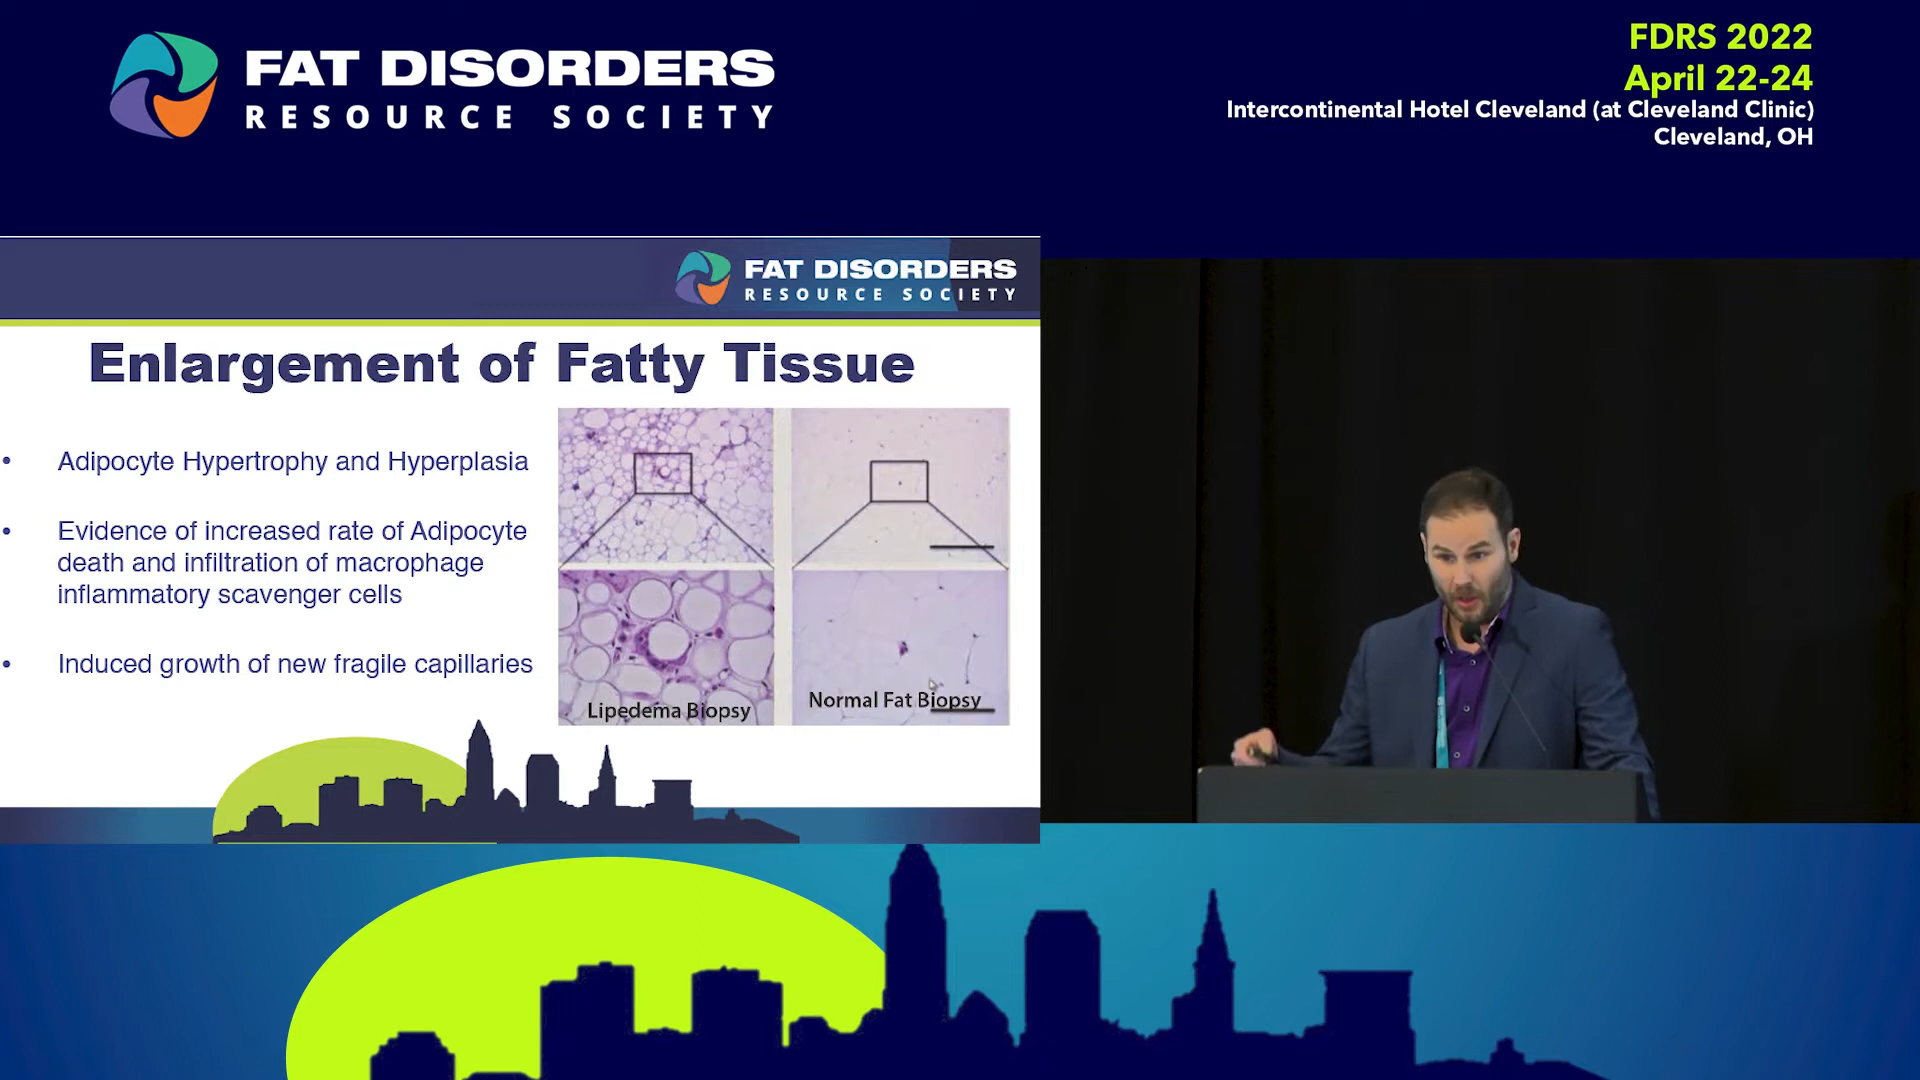 FAT DISORDERS
RESOURCE SOCIETY
FDRS 2022
April 22-24
Intercontinental Hotel Cleveland (at Cleveland Clinic)
Cleveland, OH
FAT DISORDERS
RESOURCE SOCIETY
Enlargement of Fatty Tissue
• Adipocyte Hypertrophy and Hyperplasia
• Evidence of increased rate of Adipocyte
death and infiltration of macrophage
inflammatory scavenger cells
• Induced growth of new fragile capillaries
Lipedema Biopsy
Normal Fat Biopsy